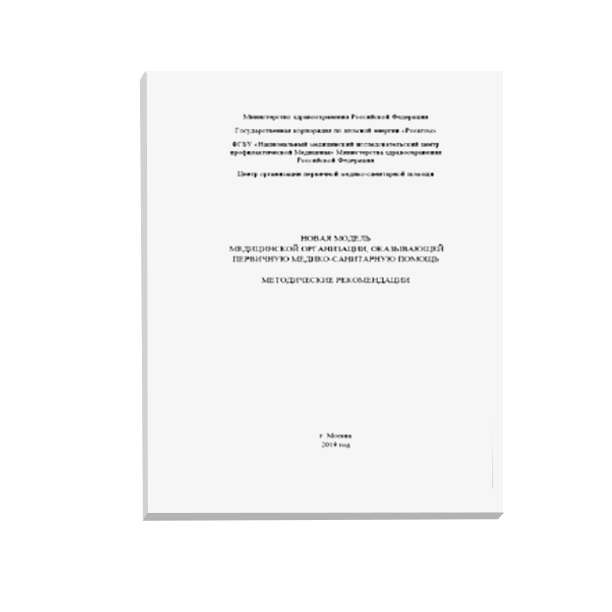 Министерство здравоохранения Российской Федерации
Государственная корпорация по атомной энергии «Росатом»
ФГБУ «Национальный медицинский исследовательский центр
профилактической Медицины» Министерства здравоохранения
Российской Федерации
Центр организации первичной медико-санитарной помощи
НОВАЯ МОДЕЛЬ
МЕДИЦИНСКОЙ ОРГАНИЗАЦИИ, ОКАЗЫВАЮЩЕЙ
ПЕРВИЧНУЮ МЕДИКО-САНИТАРНУЮ ПОМОЩЬ
МЕТОДИЧЕСКИЕ РЕКОМЕНДАЦИИ
г. Москва
2019 год